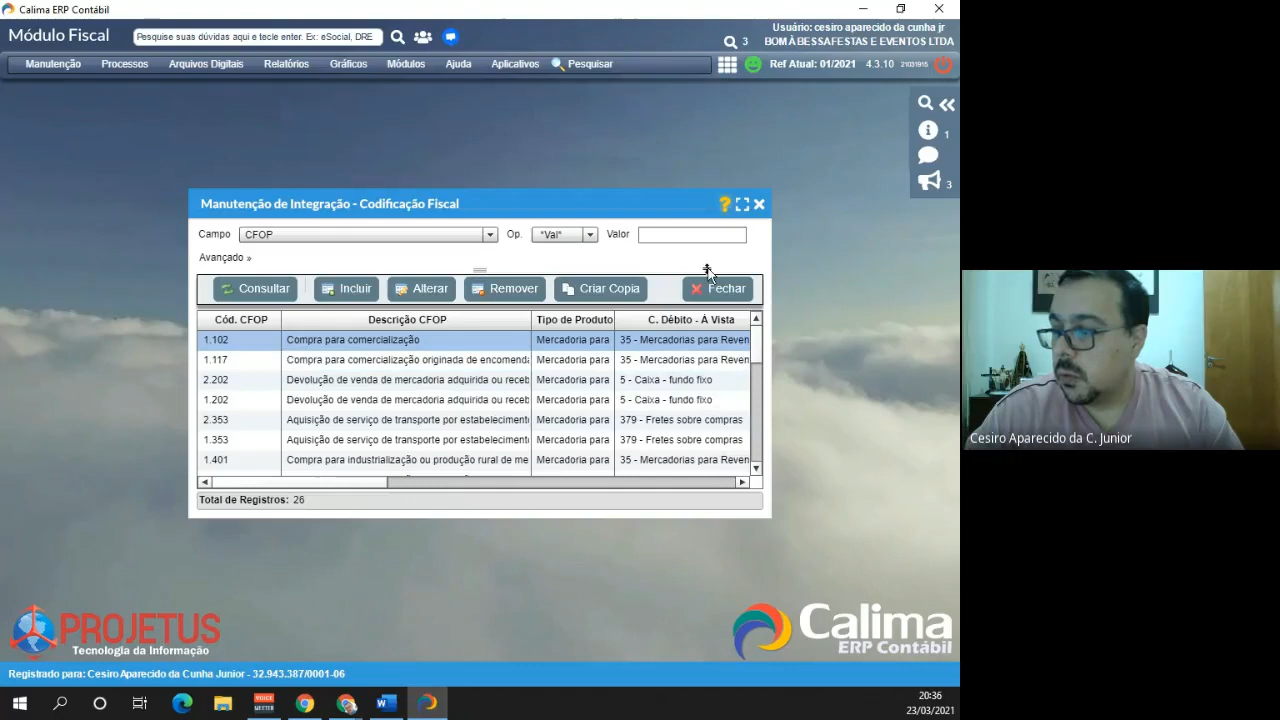 Calima ERP Contábil
Módulo Fiscal
Pesquise suas dúvidas aqui e tecle enter. Ex: eSocial, DRE
3
Usuário: cesiro aparecido da cunha jr
BOM À BESSAFESTAS E EVENTOS LTDA
Manutenção Processos Arquivos Digitais Relatórios Gráficos Módulos Ajuda Aplicativos Pesquisar
Ref Atual: 01/2021 4.3.10 21031915
1
3
Manutenção de Integração - Codificação Fiscal
Campo CFOP Op. "Val" Valor
Avançado »
Consultar Incluir Alterar Remover Criar Copia Fechar
Cód. CFOP Descrição CFOP Tipo de Produto C. Débito - À Vista
1.102 Compra para comercialização Mercadoria para 35 - Mercadorias para Reven
1.117 Compra para comercialização originada de encomenda Mercadoria para 35 - Mercadorias para Reven
2.202 Devolução de venda de mercadoria adquirida ou receb Mercadoria para 5 - Caixa - fundo fixo
1.202 Devolução de venda de mercadoria adquirida ou receb Mercadoria para 5 - Caixa - fundo fixo
2.353 Aquisição de serviço de transporte por estabelecimento Mercadoria para 379 - Fretes sobre compras
1.353 Aquisição de serviço de transporte por estabelecimento Mercadoria para 379 - Fretes sobre compras
1.401 Compra para industrialização ou produção rural de me Mercadoria para 35 - Mercadorias para Reven
Total de Registros: 26
Cesiro Aparecido da C. Junior
PROJETUS
Tecnologia da Informação
Calima
ERP Contábil
Registrado para: Cesiro Aparecido da Cunha Junior - 32.943.387/0001-06
VOICE
MEETER
20:36
23/03/2021